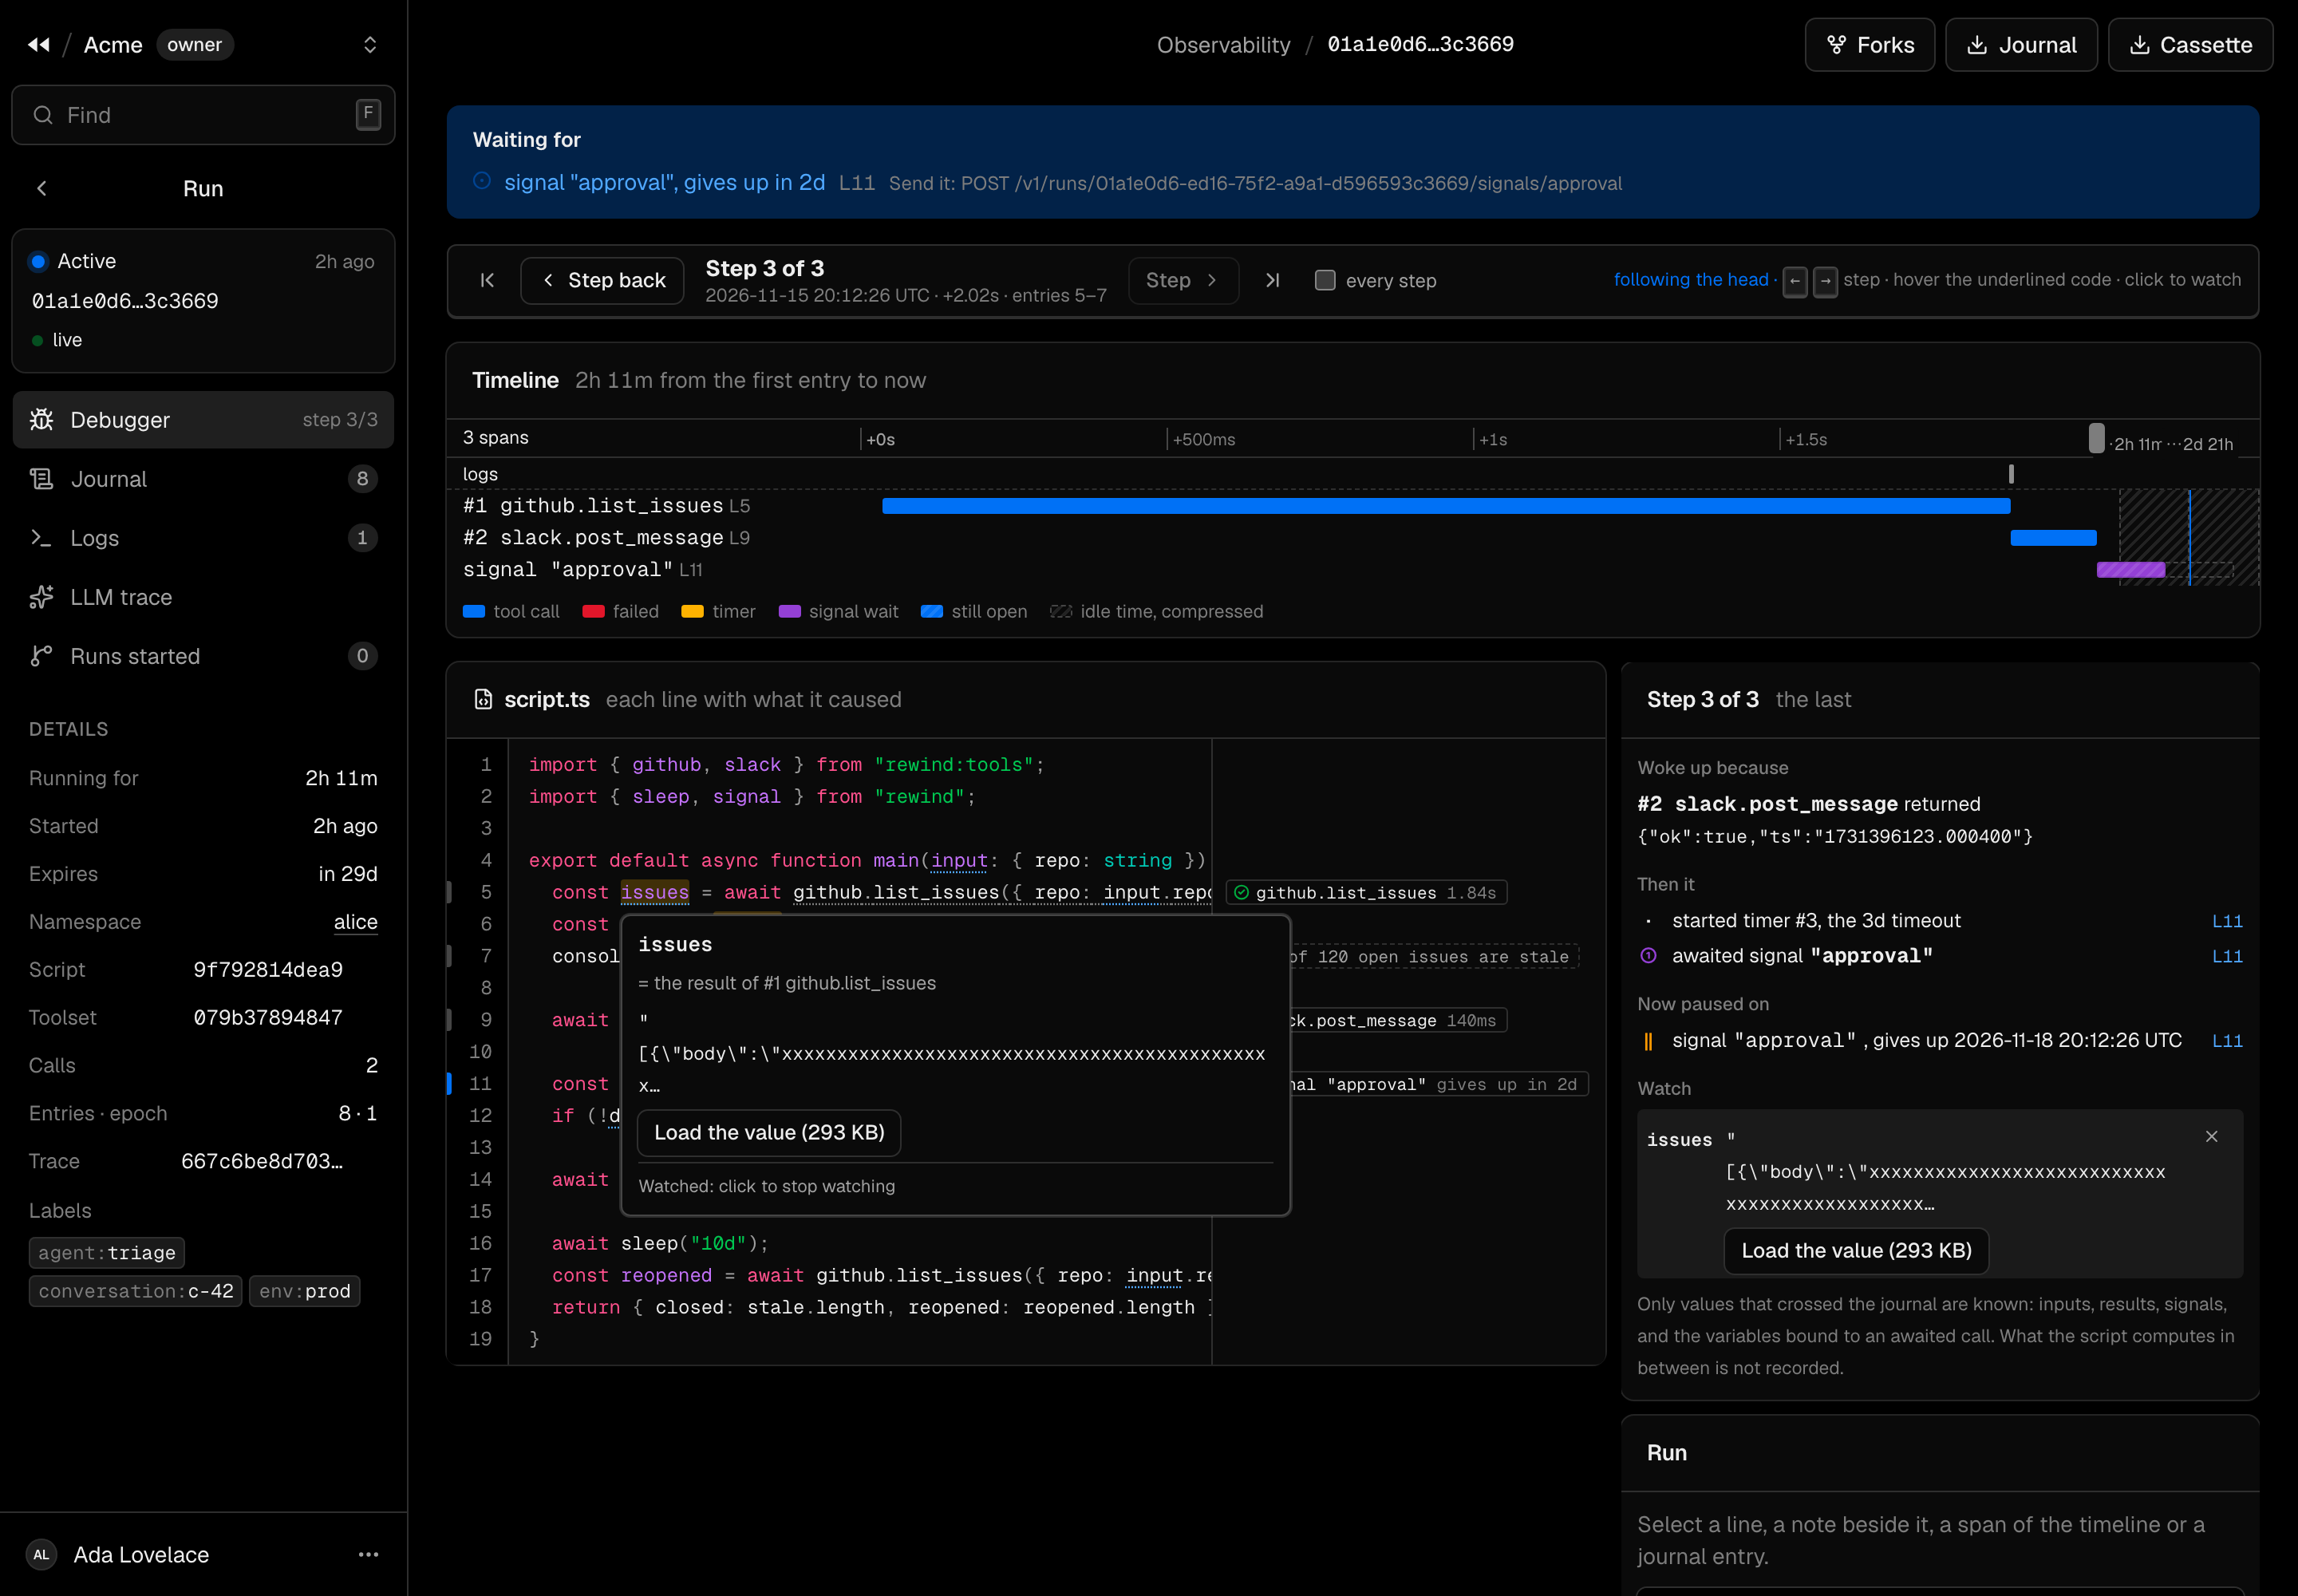 / Acme owner
Find F
Run
Active 2h ago
01a1e0d6…3c3669
live
Debugger step 3/3
Journal 8
Logs 1
LLM trace
Runs started 0
DETAILS
Running for 2h 11m
Started 2h ago
Expires in 29d
Namespace alice
Script 9f792814dea9
Toolset 079b37894847
Calls 2
Entries · epoch 8 · 1
Trace 667c6be8d703…
Labels
agent:triage
conversation:c-42 env:prod
AL Ada Lovelace
Observability / 01a1e0d6…3c3669
Forks Journal Cassette
Waiting for
signal "approval", gives up in 2d L11 Send it: POST /v1/runs/01a1e0d6-ed16-75f2-a9a1-d596593c3669/signals/approval
Step back
Step 3 of 3
2026-11-15 20:12:26 UTC · +2.02s · entries 5–7
Step
every step
following the head · ← → step · hover the underlined code · click to watch
Timeline 2h 11m from the first entry to now
3 spans +0s +500ms +1s +1.5s 2h 11m ··· 2d 21h
logs
#1 github.list_issues L5
#2 slack.post_message L9
signal "approval" L11
tool call failed timer signal wait still open idle time, compressed
script.ts each line with what it caused
1 import { github, slack } from "rewind:tools";
2 import { sleep, signal } from "rewind";
3
4 export default async function main(input: { repo: string })
5 const issues = await github.list_issues({ repo: input.repo github.list_issues 1.84s
6 const
7 consol of 120 open issues are stale
8
9 await ck.post_message 140ms
10
11 const nal "approval" gives up in 2d
12 if (!d
13
14 await
15
16 await sleep("10d");
17 const reopened = await github.list_issues({ repo: input.re
18 return { closed: stale.length, reopened: reopened.length
19 }
issues
= the result of #1 github.list_issues
"
[{\"body\":\"xxxxxxxxxxxxxxxxxxxxxxxxxxxxxxxxxxxxxxxxxxxx
x…
Load the value (293 KB)
Watched: click to stop watching
Step 3 of 3 the last
Woke up because
#2 slack.post_message returned
{"ok":true,"ts":"1731396123.000400"}
Then it
· started timer #3, the 3d timeout L11
awaited signal "approval" L11
Now paused on
signal "approval" , gives up 2026-11-18 20:12:26 UTC L11
Watch
issues "
[{\"body\":\"xxxxxxxxxxxxxxxxxxxxxxxxxxx
xxxxxxxxxxxxxxxxxx…
Load the value (293 KB)
Only values that crossed the journal are known: inputs, results, signals,
and the variables bound to an awaited call. What the script computes in
between is not recorded.
Run
Select a line, a note beside it, a span of the timeline or a
journal entry.